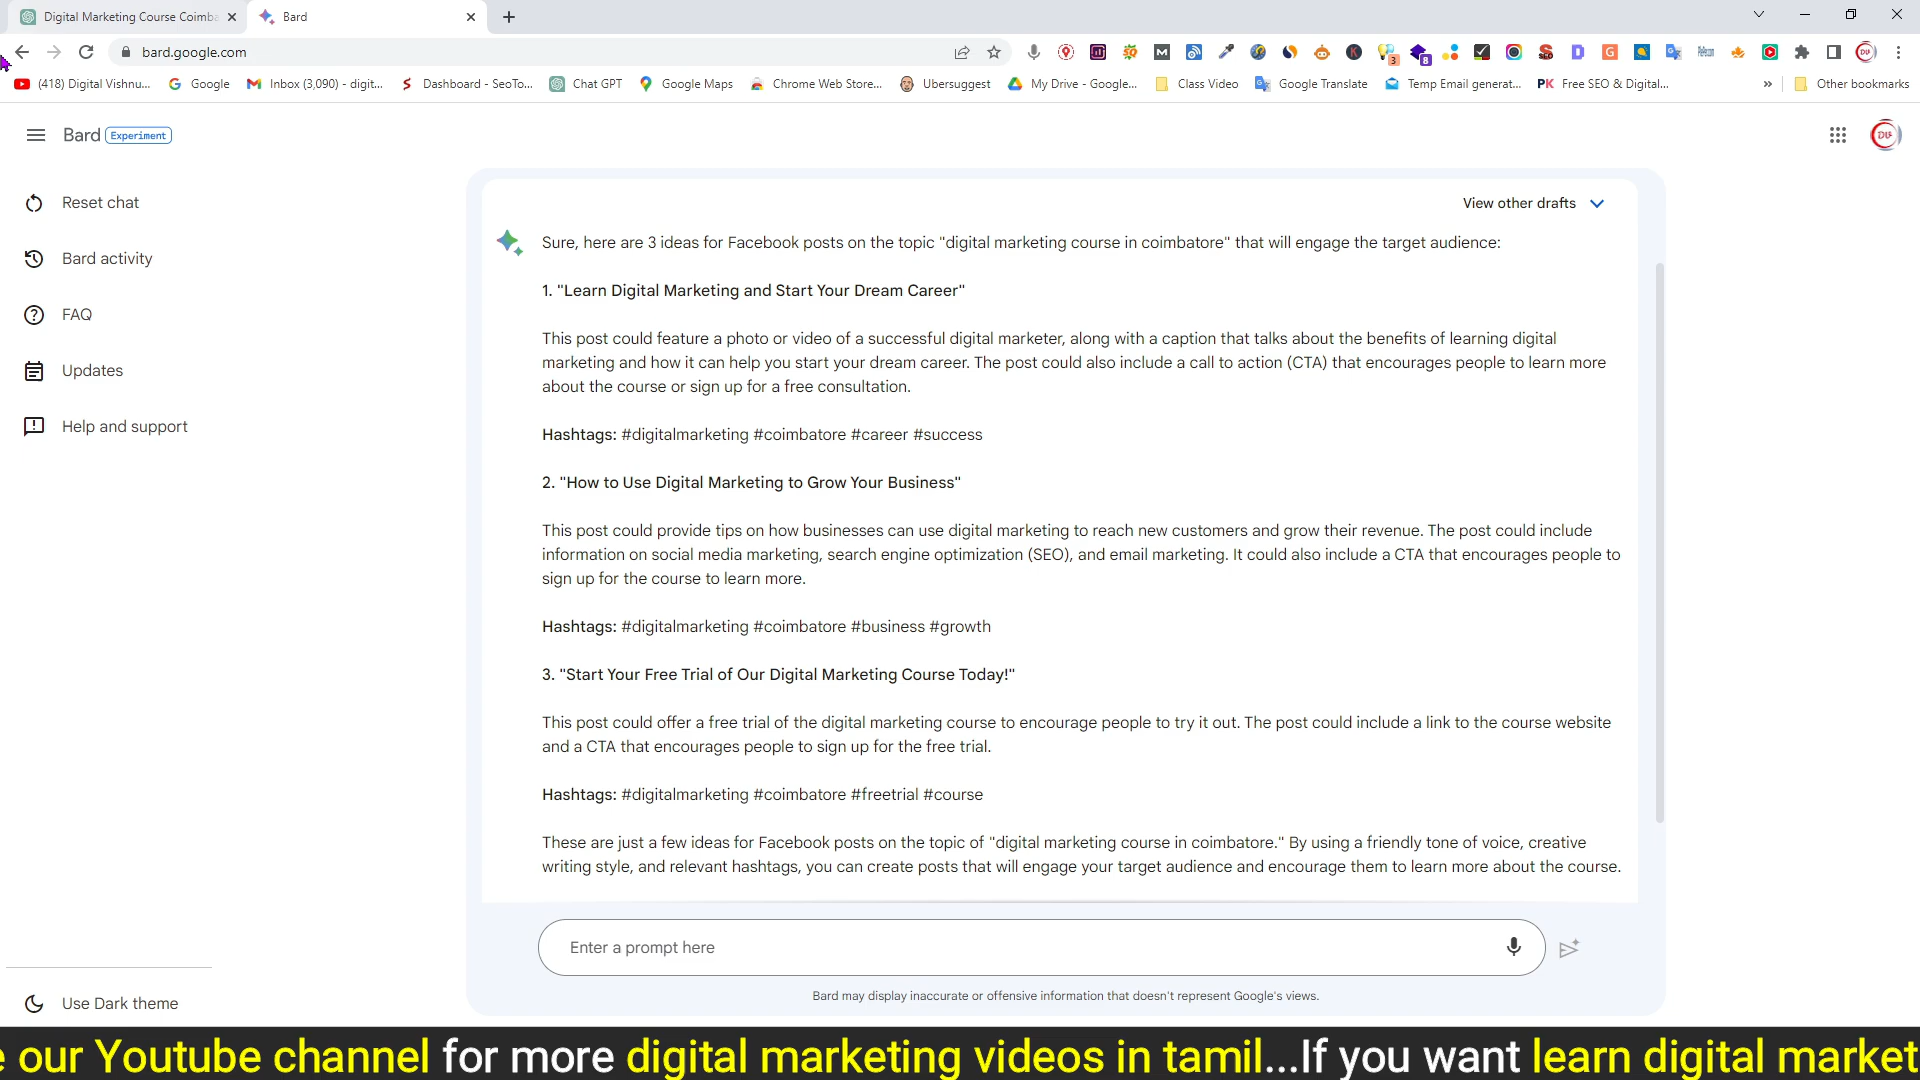 Digital Marketing Course Coimba
Bard
bard.google.com
3
8
(418) Digital Vishnu...
Google
Inbox (3,090) - digit...
Dashboard - SeoTo...
Chat GPT
Google Maps
Chrome Web Store...
Ubersuggest
My Drive - Google...
Class Video
Google Translate
Temp Email generat...
PK Free SEO & Digital...
»
Other bookmarks
Bard Experiment
Reset chat
Bard activity
FAQ
Updates
Help and support
Use Dark theme
View other drafts
Sure, here are 3 ideas for Facebook posts on the topic "digital marketing course in coimbatore" that will engage the target audience:
1. "Learn Digital Marketing and Start Your Dream Career"
This post could feature a photo or video of a successful digital marketer, along with a caption that talks about the benefits of learning digital
marketing and how it can help you start your dream career. The post could also include a call to action (CTA) that encourages people to learn more
about the course or sign up for a free consultation.
Hashtags: #digitalmarketing #coimbatore #career #success
2. "How to Use Digital Marketing to Grow Your Business"
This post could provide tips on how businesses can use digital marketing to reach new customers and grow their revenue. The post could include
information on social media marketing, search engine optimization (SEO), and email marketing. It could also include a CTA that encourages people to
sign up for the course to learn more.
Hashtags: #digitalmarketing #coimbatore #business #growth
3. "Start Your Free Trial of Our Digital Marketing Course Today!"
This post could offer a free trial of the digital marketing course to encourage people to try it out. The post could include a link to the course website
and a CTA that encourages people to sign up for the free trial.
Hashtags: #digitalmarketing #coimbatore #freetrial #course
These are just a few ideas for Facebook posts on the topic of "digital marketing course in coimbatore." By using a friendly tone of voice, creative
writing style, and relevant hashtags, you can create posts that will engage your target audience and encourage them to learn more about the course.
Enter a prompt here
Bard may display inaccurate or offensive information that doesn't represent Google's views.
e our Youtube channel for more digital marketing videos in tamil...If you want learn digital market